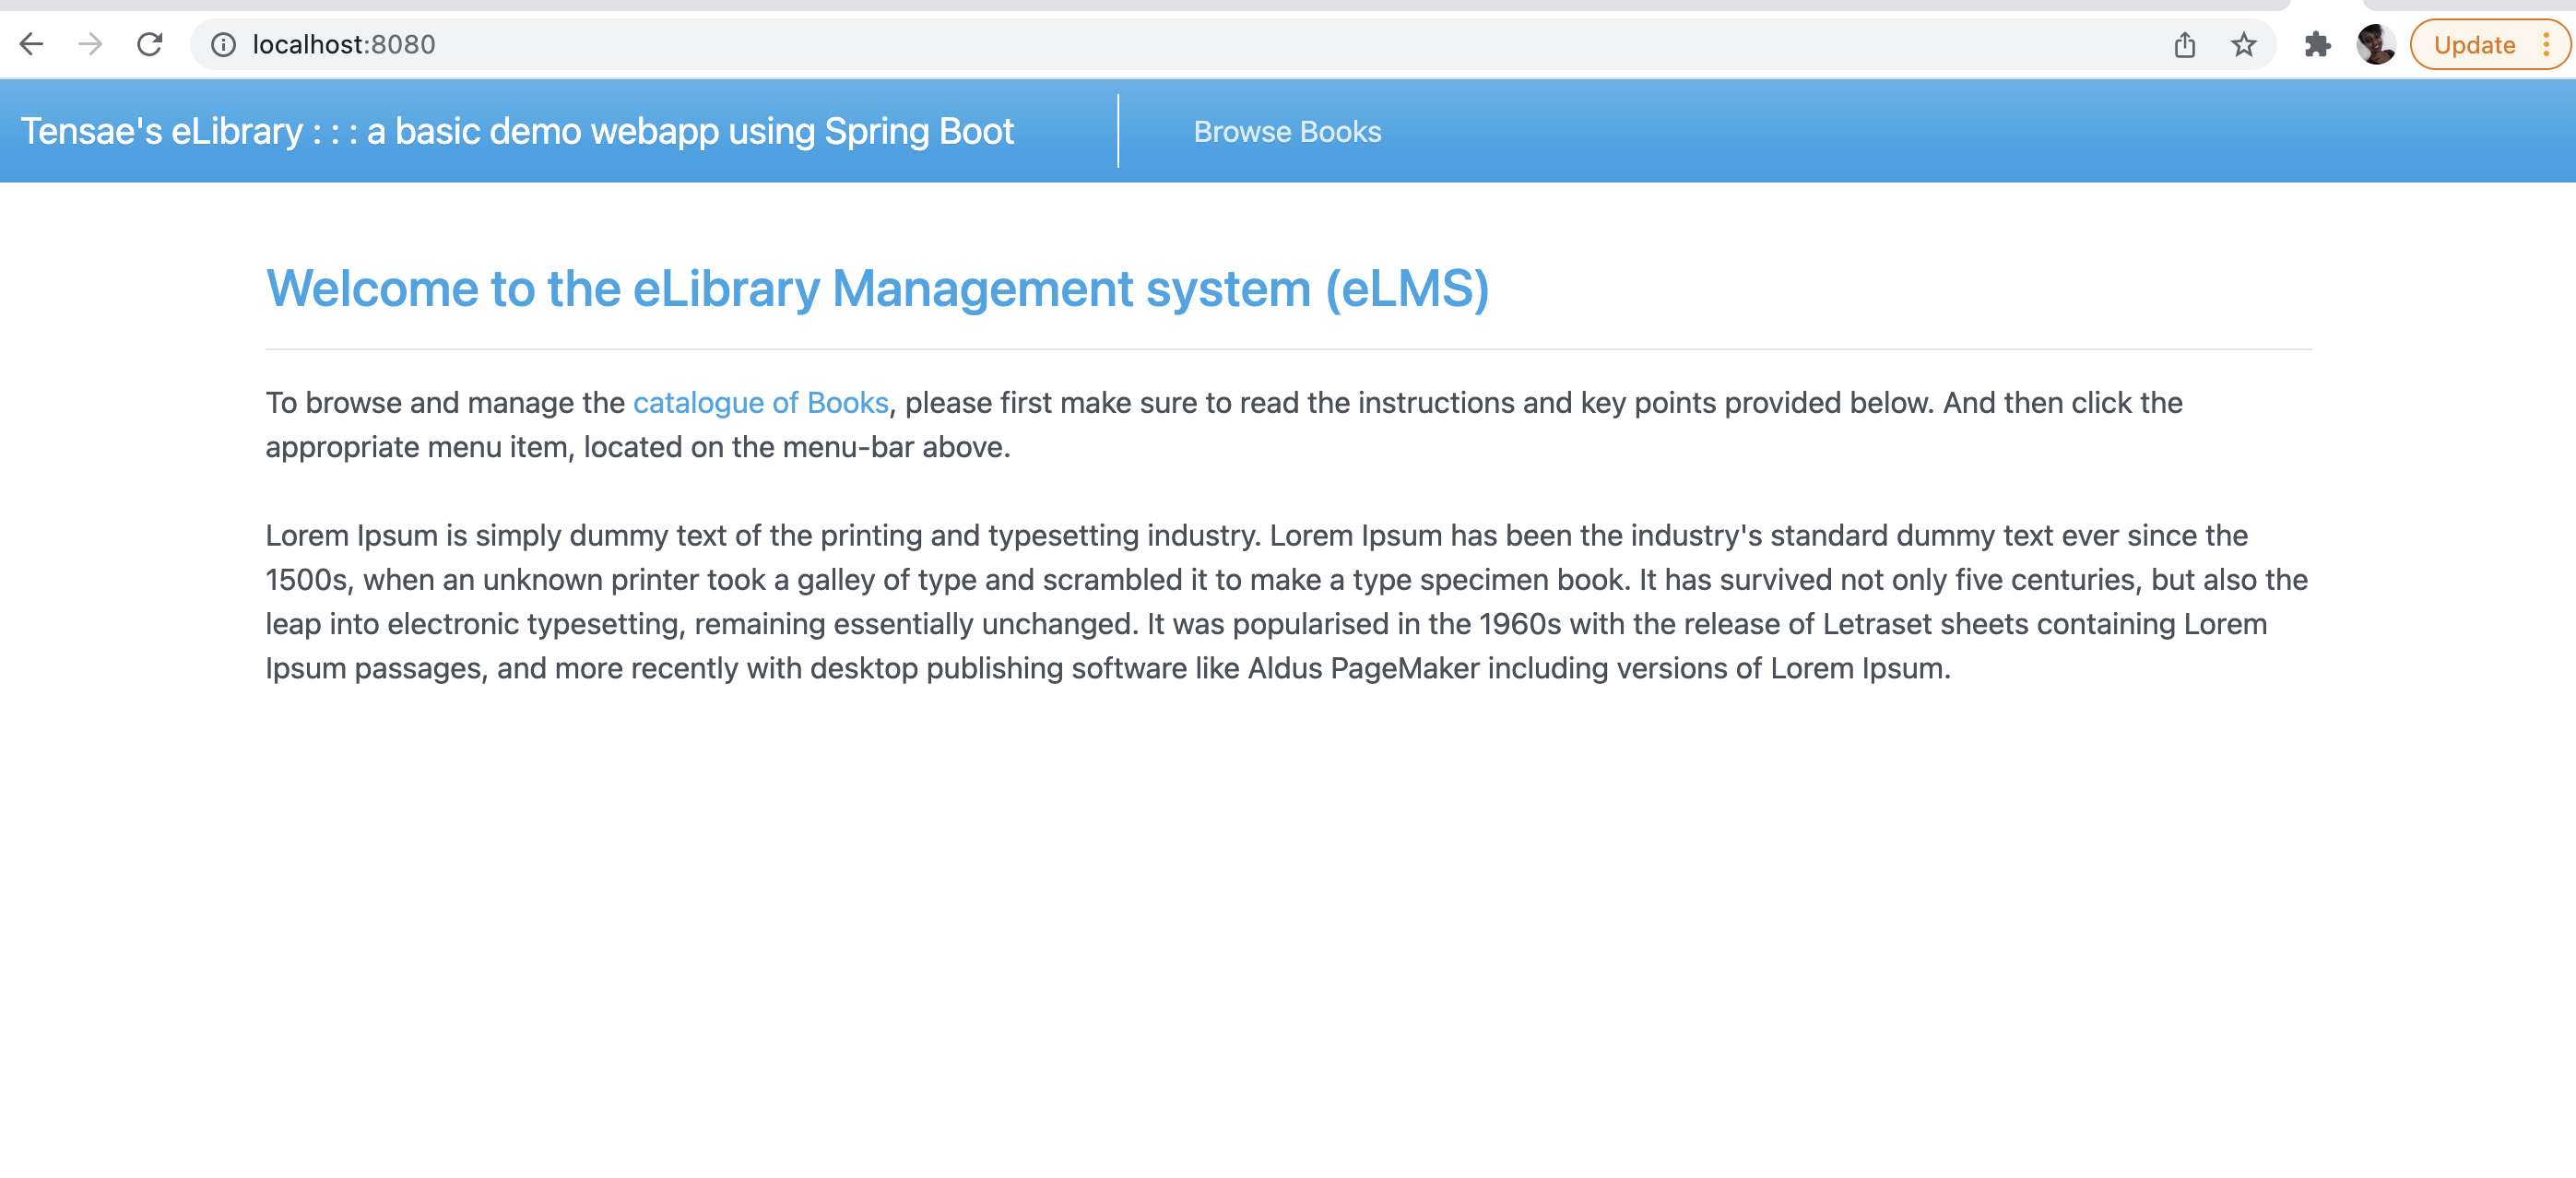 localhost:8080
Update
Tensae's eLibrary : : : a basic demo webapp using Spring Boot
Browse Books
Welcome to the eLibrary Management system (eLMS)
To browse and manage the catalogue of Books, please first make sure to read the instructions and key points provided below. And then click the
appropriate menu item, located on the menu-bar above.
Lorem Ipsum is simply dummy text of the printing and typesetting industry. Lorem Ipsum has been the industry's standard dummy text ever since the
1500s, when an unknown printer took a galley of type and scrambled it to make a type specimen book. It has survived not only five centuries, but also the
leap into electronic typesetting, remaining essentially unchanged. It was popularised in the 1960s with the release of Letraset sheets containing Lorem
Ipsum passages, and more recently with desktop publishing software like Aldus PageMaker including versions of Lorem Ipsum.